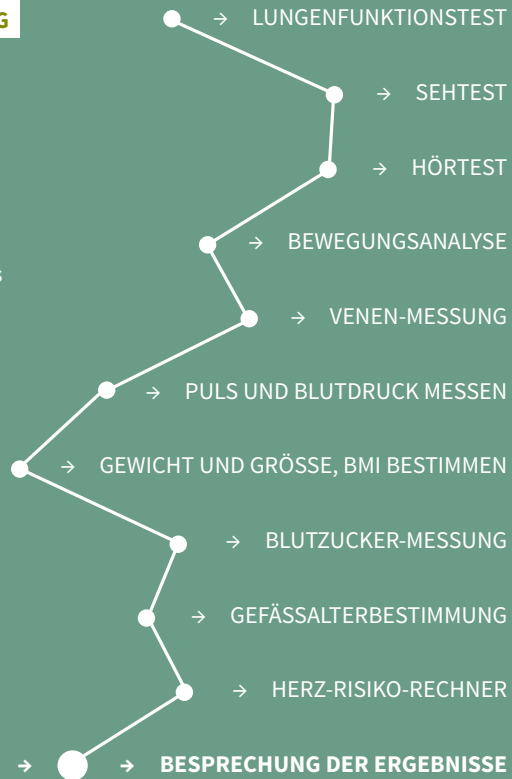 G
→ LUNGENFUNKTIONSTEST
→ SEHTEST
→ HÖRTEST
→ BEWEGUNGSANALYSE
s
→ VENEN-MESSUNG
→ PULS UND BLUTDRUCK MESSEN
→ GEWICHT UND GRÖSSE, BMI BESTIMMEN
→ BLUTZUCKER-MESSUNG
→ GEFÄSSALTERBESTIMMUNG
→ HERZ-RISIKO-RECHNER
→ → BESPRECHUNG DER ERGEBNISSE